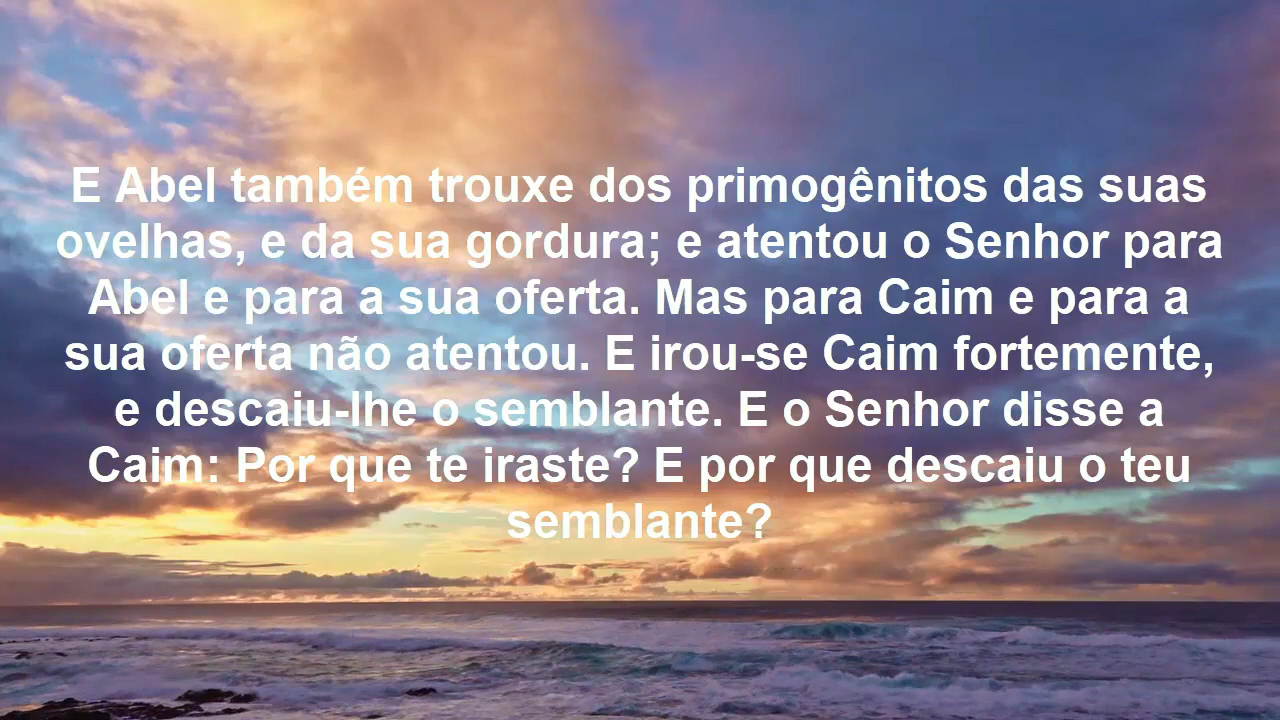 E Abel também trouxe dos primogênitos das suas
ovelhas, e da sua gordura; e atentou o Senhor para
Abel e para a sua oferta. Mas para Caim e para a
sua oferta não atentou. E irou-se Caim fortemente,
e descaiu-lhe o semblante. E o Senhor disse a
Caim: Por que te iraste? E por que descaiu o teu
semblante?